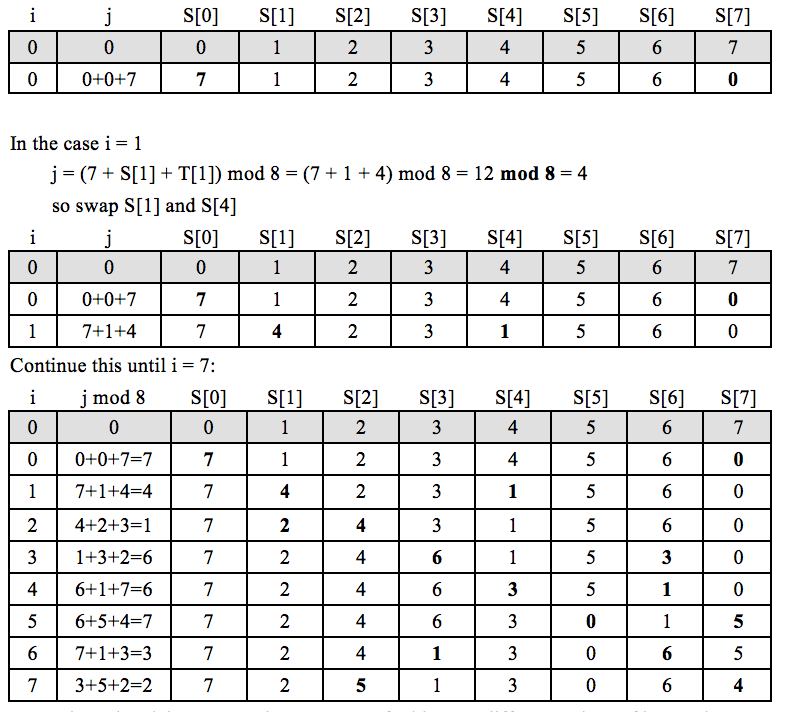 i j S[0] S[1] S[2] S[3] S[4] S[5] S[6] S[7]
0 0 0 1 2 3 4 5 6 7
0 0+0+7 7 1 2 3 4 5 6 0
In the case i = 1
j = (7 + S[1] + T[1]) mod 8 = (7 + 1 + 4) mod 8 = 12 mod 8 = 4
so swap S[1] and S[4]
i j S[0] S[1] S[2] S[3] S[4] S[5] S[6] S[7]
0 0 0 1 2 3 4 5 6 7
0 0+0+7 7 1 2 3 4 5 6 0
1 7+1+4 7 4 2 3 1 5 6 0
Continue this until i = 7:
i j mod 8 S[0] S[1] S[2] S[3] S[4] S[5] S[6] S[7]
0 0 0 1 2 3 4 5 6 7
0 0+0+7=7 7 1 2 3 4 5 6 0
1 7+1+4=4 7 4 2 3 1 5 6 0
2 4+2+3=1 7 2 4 3 1 5 6 0
3 1+3+2=6 7 2 4 6 1 5 3 0
4 6+1+7=6 7 2 4 6 3 5 1 0
5 6+5+4=7 7 2 4 6 3 0 1 5
6 7+1+3=3 7 2 4 1 3 0 6 5
7 3+5+2=2 7 2 5 1 3 0 6 4